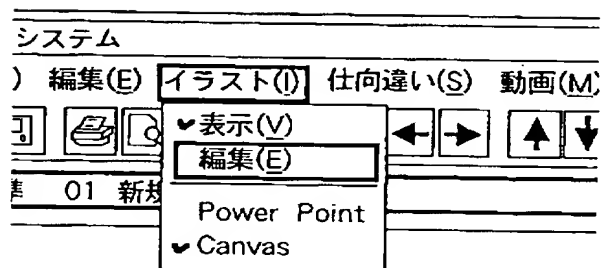 システム
) 編集(E) イラスト(I) 仕向違い(S) 動画(M)
✔表示(V)
編集(E)
01 新規
Power Point
✔Canvas